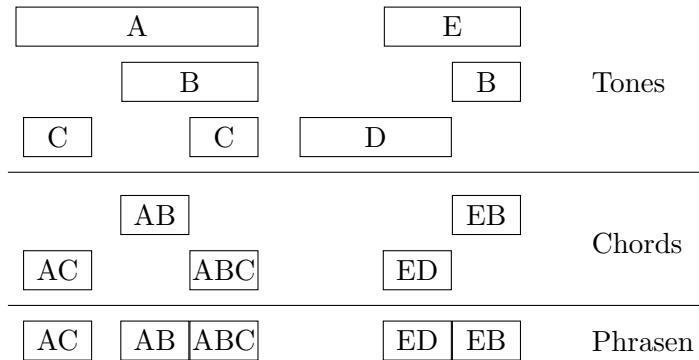 A E
B B Tones
C C D
AB EB
Chords
AC ABC ED
AC AB ABC ED EB Phrasen